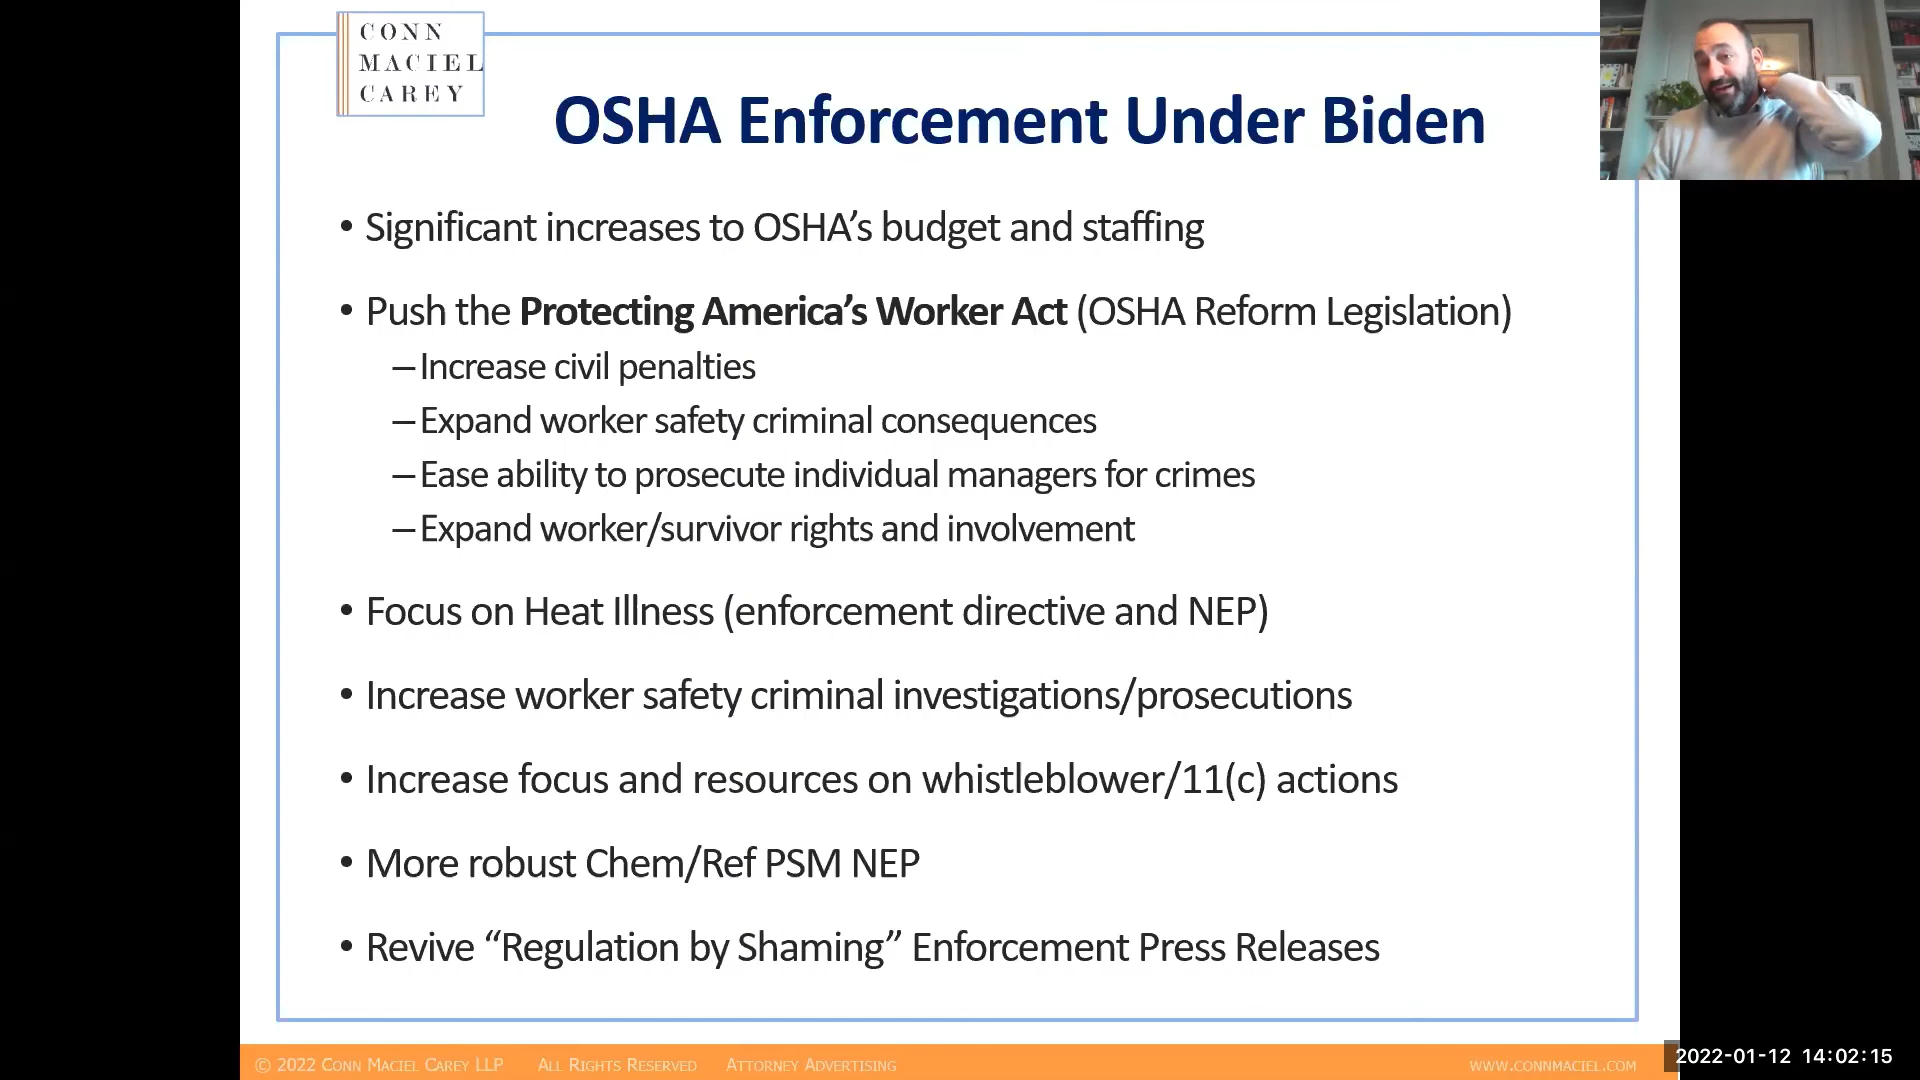 CONN
MACIEL
CAREY
OSHA Enforcement Under Biden
• Significant increases to OSHA’s budget and staffing
• Push the Protecting America’s Worker Act (OSHA Reform Legislation)
– Increase civil penalties
– Expand worker safety criminal consequences
– Ease ability to prosecute individual managers for crimes
– Expand worker/survivor rights and involvement
• Focus on Heat Illness (enforcement directive and NEP)
• Increase worker safety criminal investigations/prosecutions
• Increase focus and resources on whistleblower/11(c) actions
• More robust Chem/Ref PSM NEP
• Revive “Regulation by Shaming” Enforcement Press Releases
© 2022 CONN MACIEL CAREY LLP ALL RIGHTS RESERVED ATTORNEY ADVERTISING WWW.CONNMACIEL.COM
2022-01-12 14:02:15